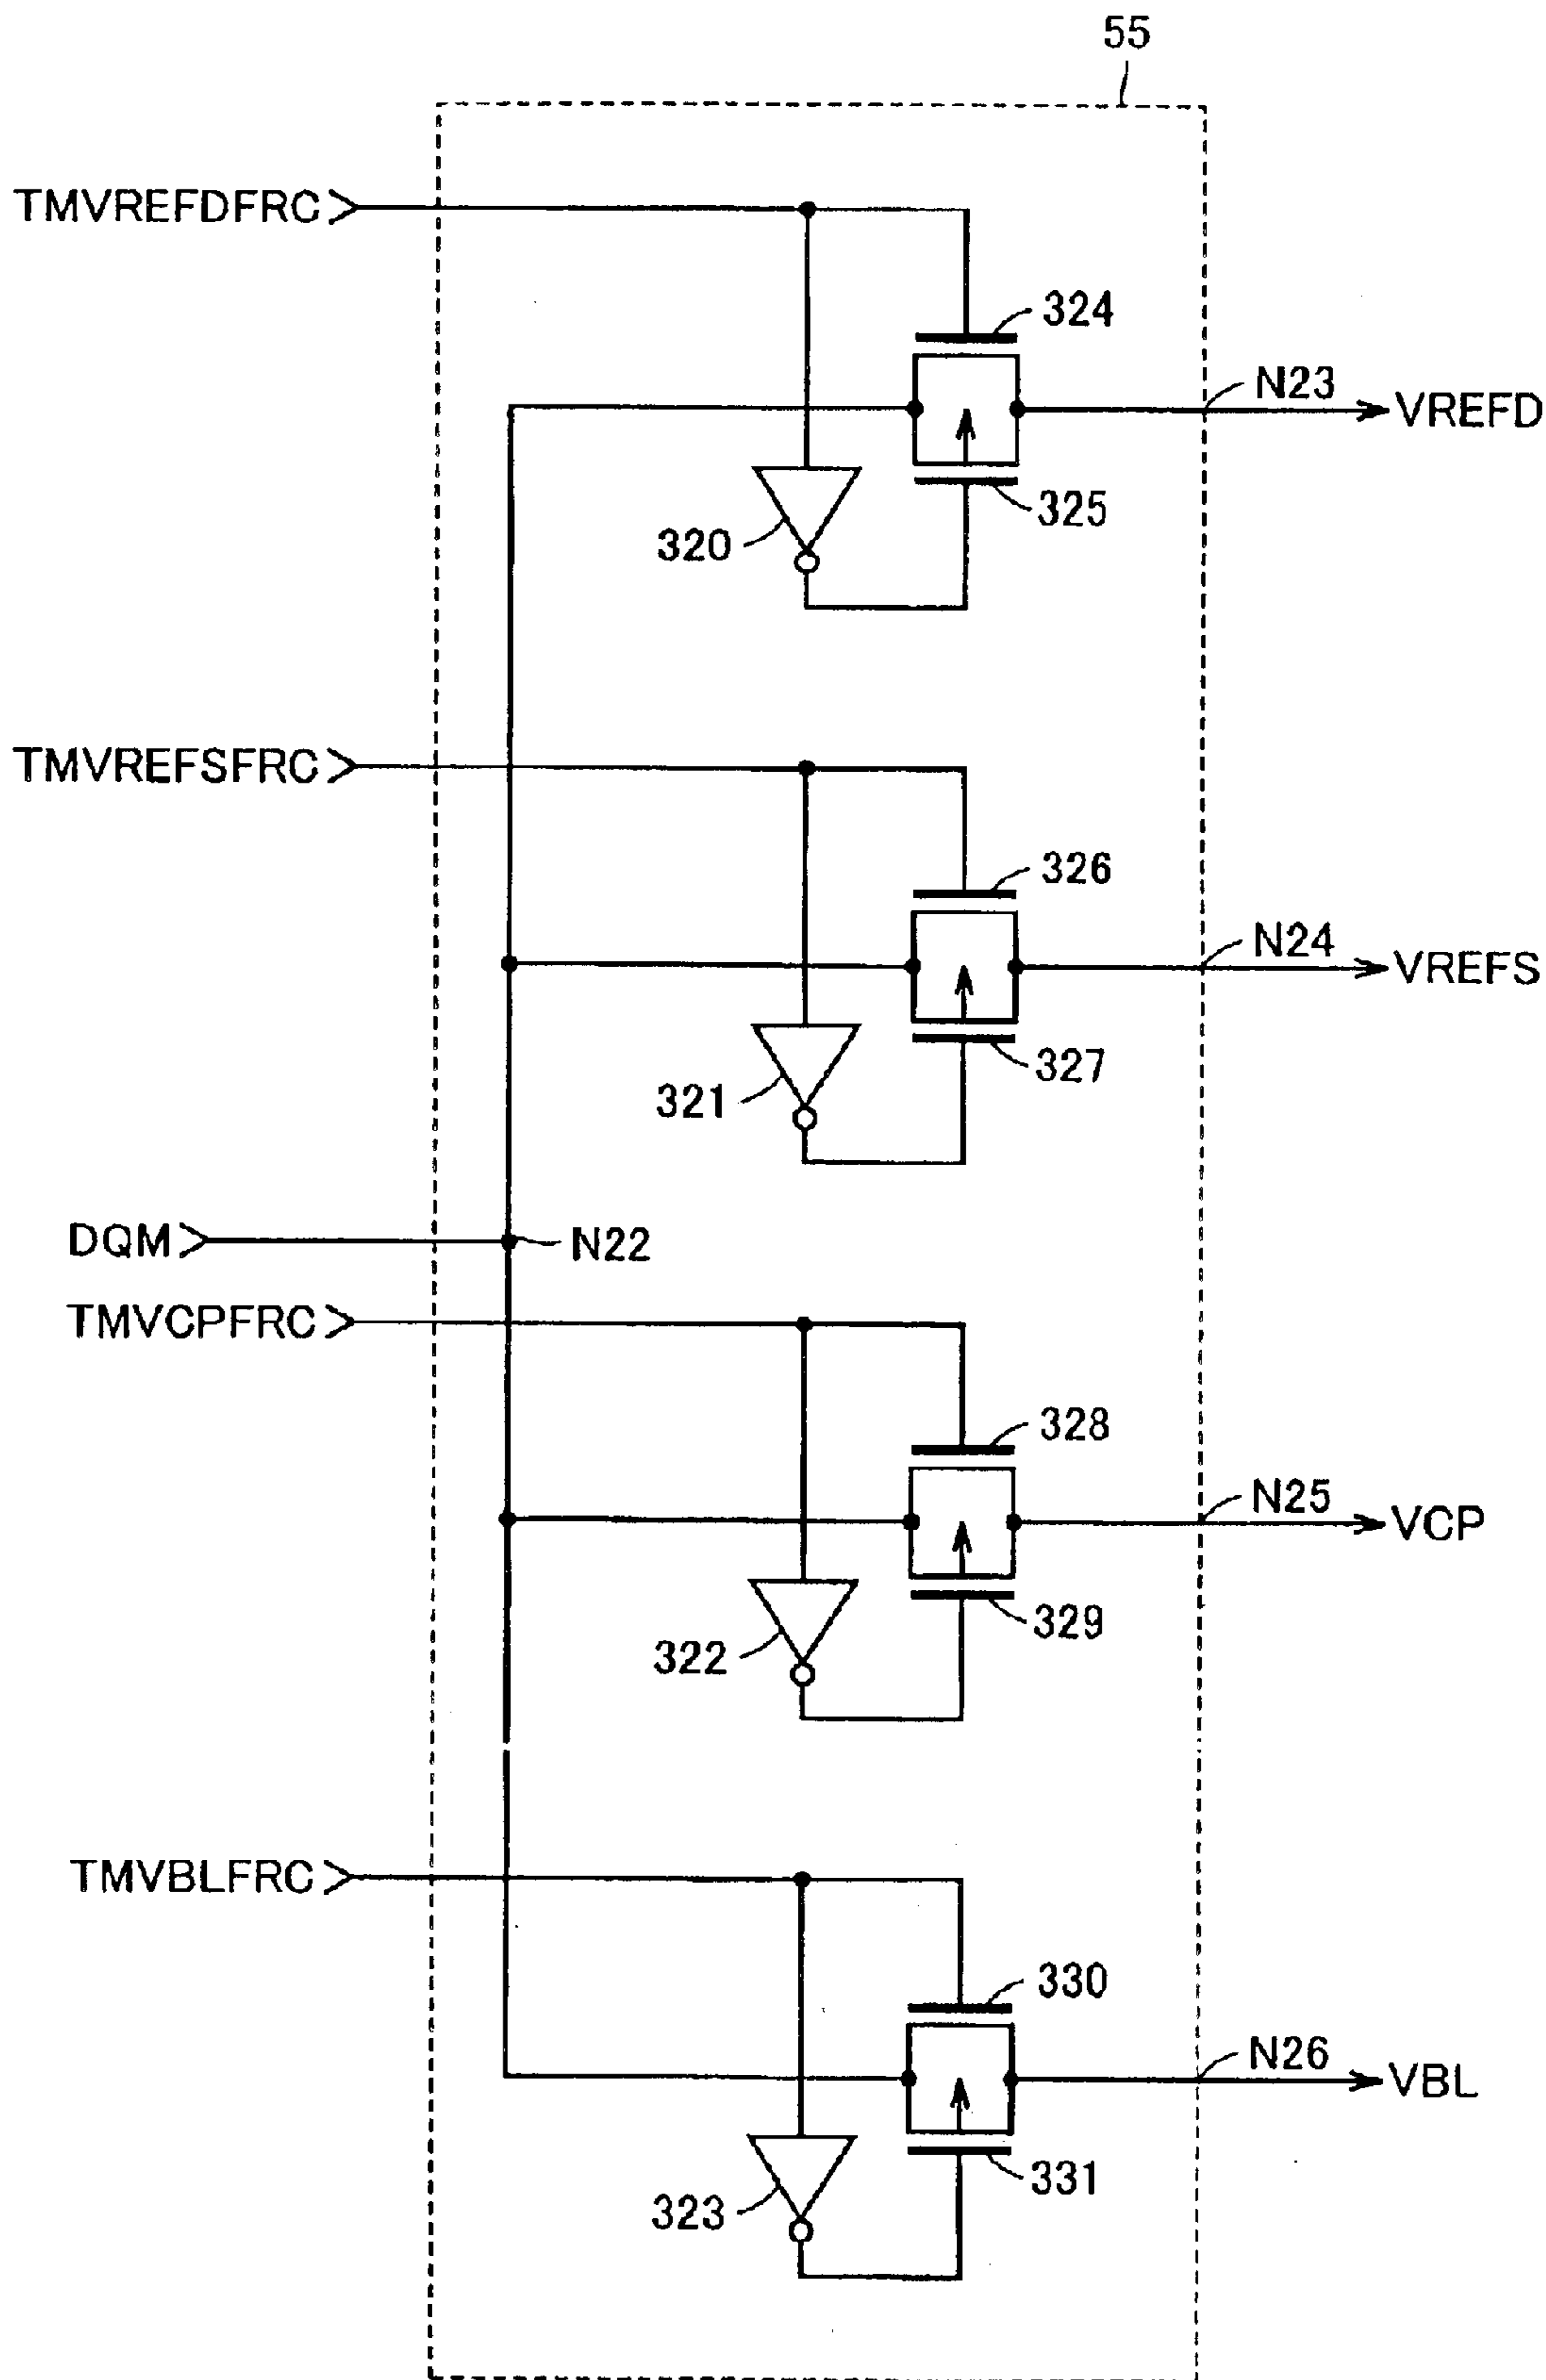 55
TMVREFDFRC
324
N23
VREFD
325
320
TMVREFSFRC
326
N24
VREFS
327
321
DQM
N22
TMVCPFRC
328
N25
VCP
329
322
TMVBLFRC
330
N26
VBL
331
323